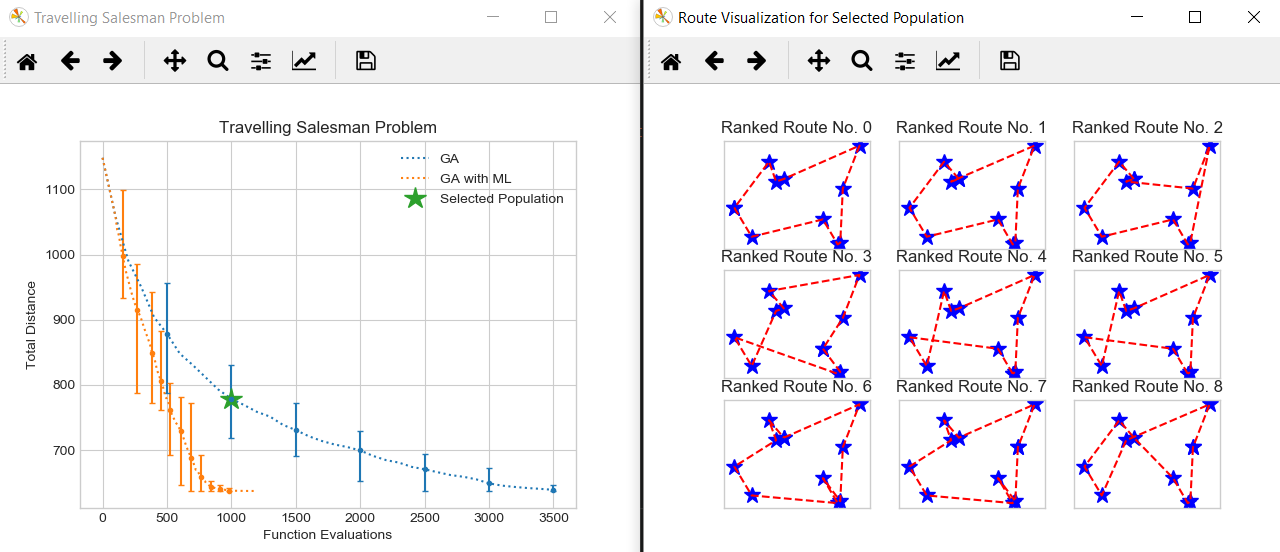 Travelling Salesman Problem
Route Visualization for Selected Population
Travelling Salesman Problem
GA
GA with ML
Selected Population
1100
1000
900
800
700
Total Distance
0 500 1000 1500 2000 2500 3000 3500
Function Evaluations
Ranked Route No. 0 Ranked Route No. 1 Ranked Route No. 2
Ranked Route No. 3 Ranked Route No. 4 Ranked Route No. 5
Ranked Route No. 6 Ranked Route No. 7 Ranked Route No. 8